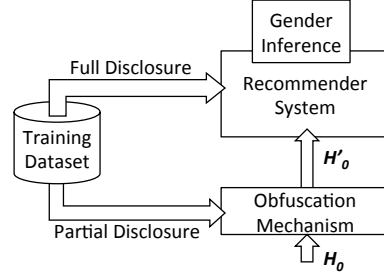 Gender
Inference
Full Disclosure
Recommender
System
Training
Dataset
H'₀
Obfuscation
Mechanism
Partial Disclosure
H₀